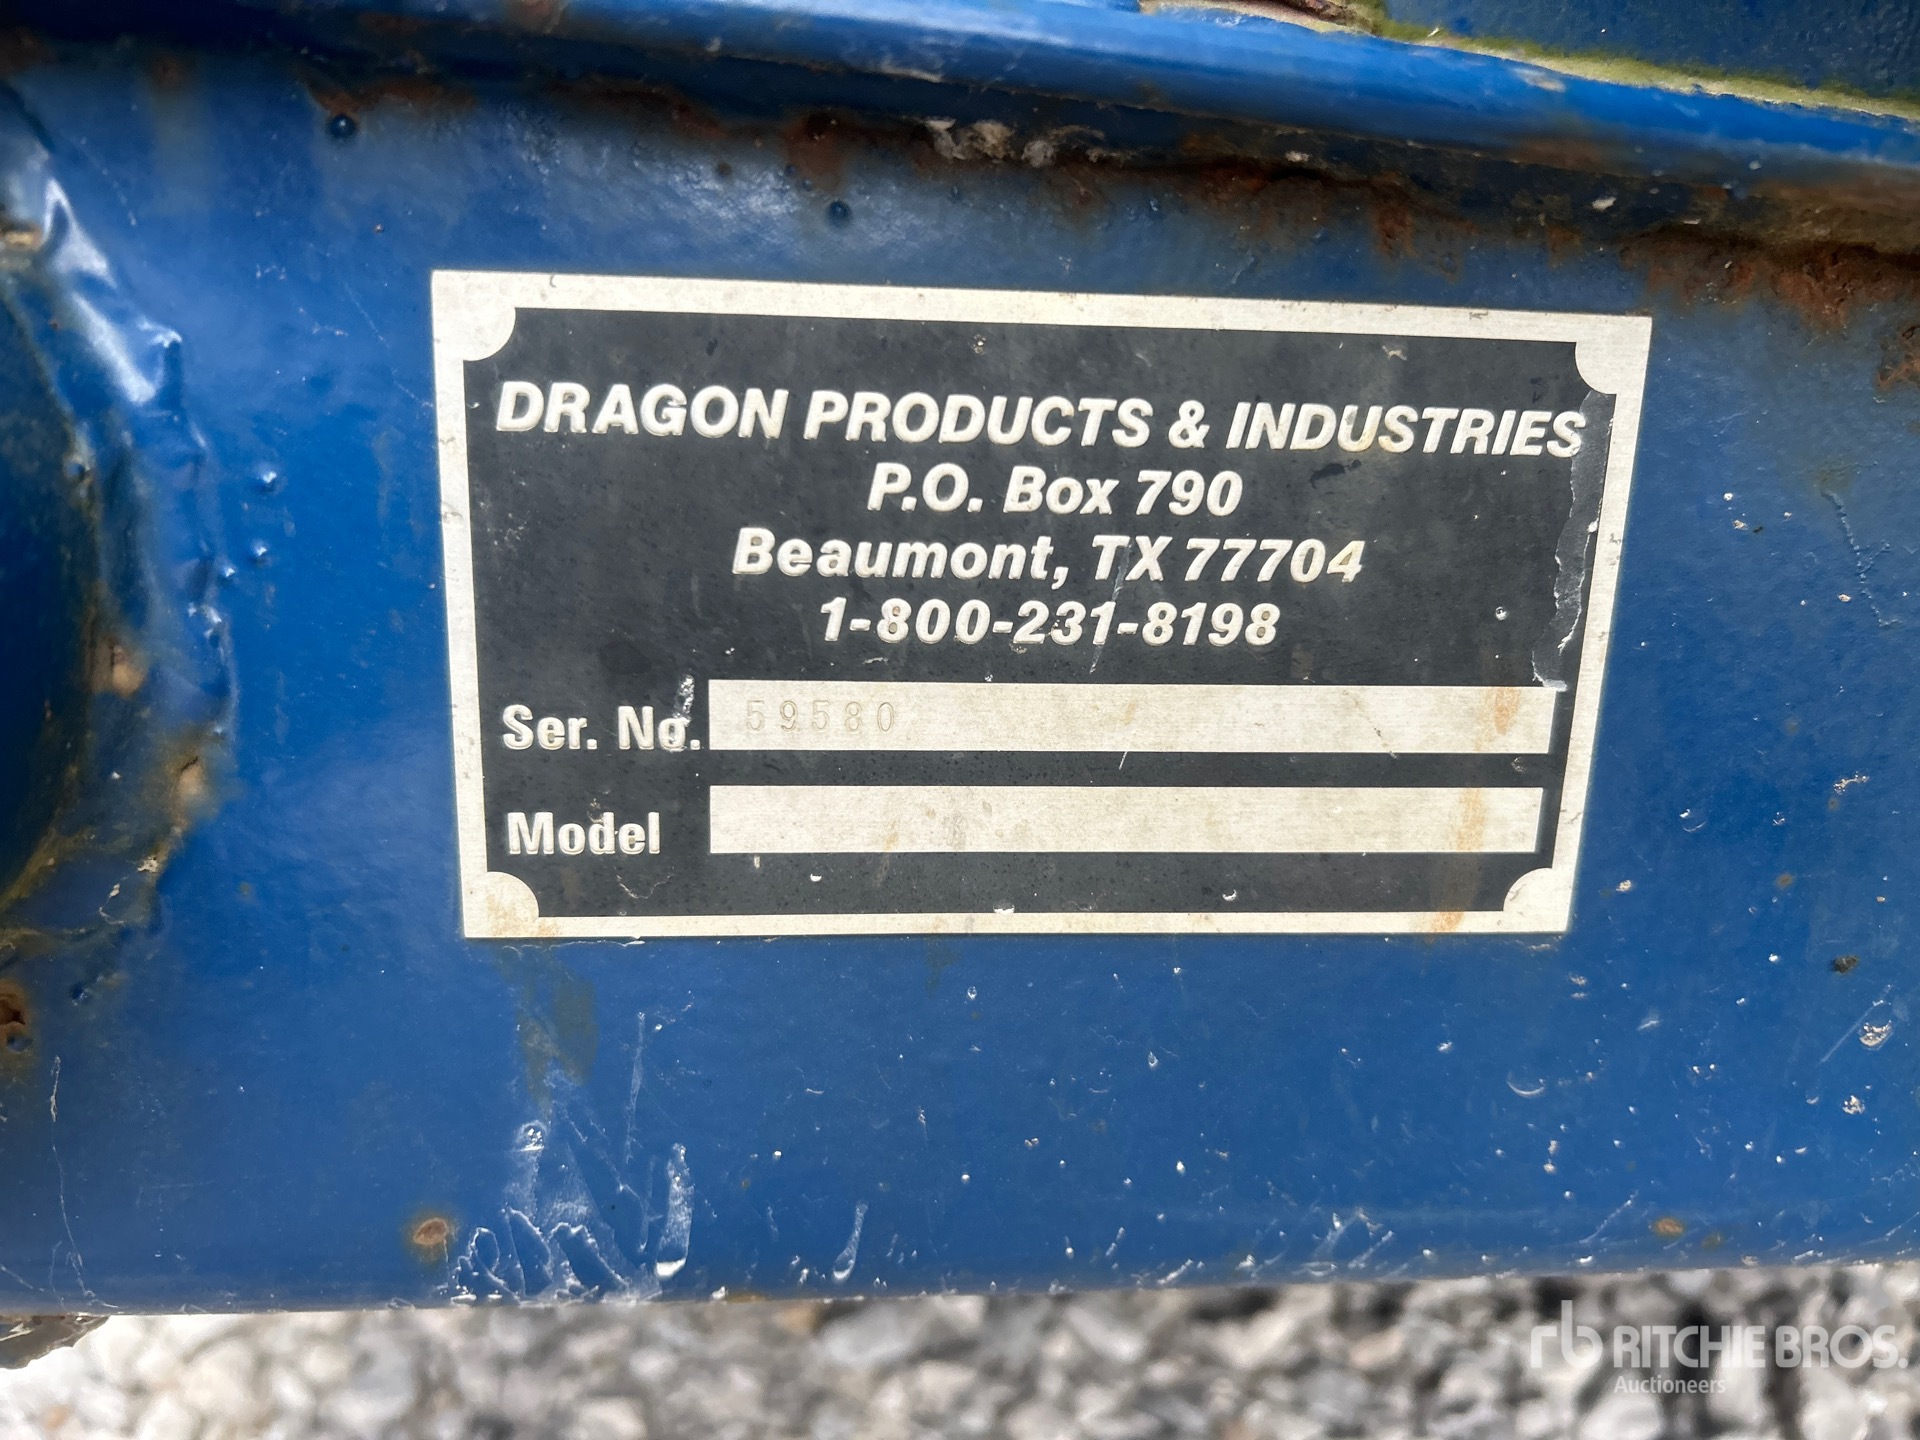 DRAGON PRODUCTS & INDUSTRIES
P.O. Box 790
Beaumont, TX 77704
1-800-231-8198
Ser. No. 59580
Model
rb RITCHIE BROS.
Auctioneers